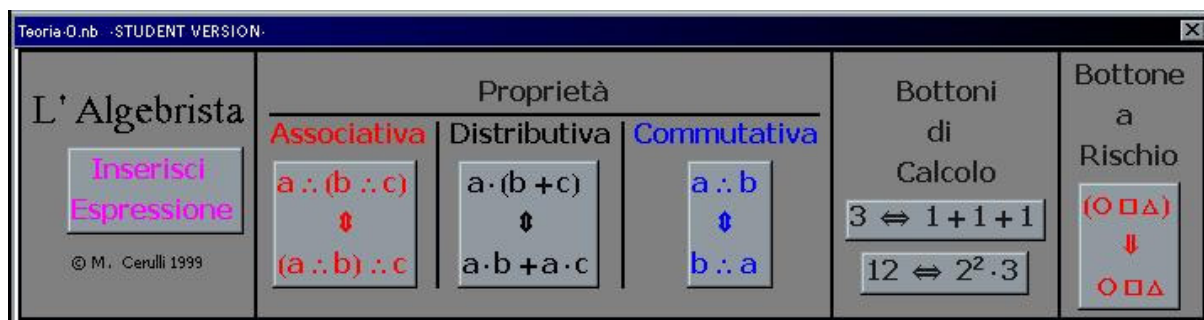 Teoria-0.nb -STUDENT VERSION-
L'Algebrista
Inserisci
Espressione
© M. Cerulli 1999
Proprietà
Associativa
a ∴ (b ∴ c)
⇕
(a ∴ b) ∴ c
Distributiva
a·(b+c)
⇕
a·b+a·c
Commutativa
a ∴ b
⇕
b ∴ a
Bottoni
di
Calcolo
3 ⇔ 1+1+1
12 ⇔ 2²·3
Bottone
a
Rischio
(○□△)
⇓
○□△